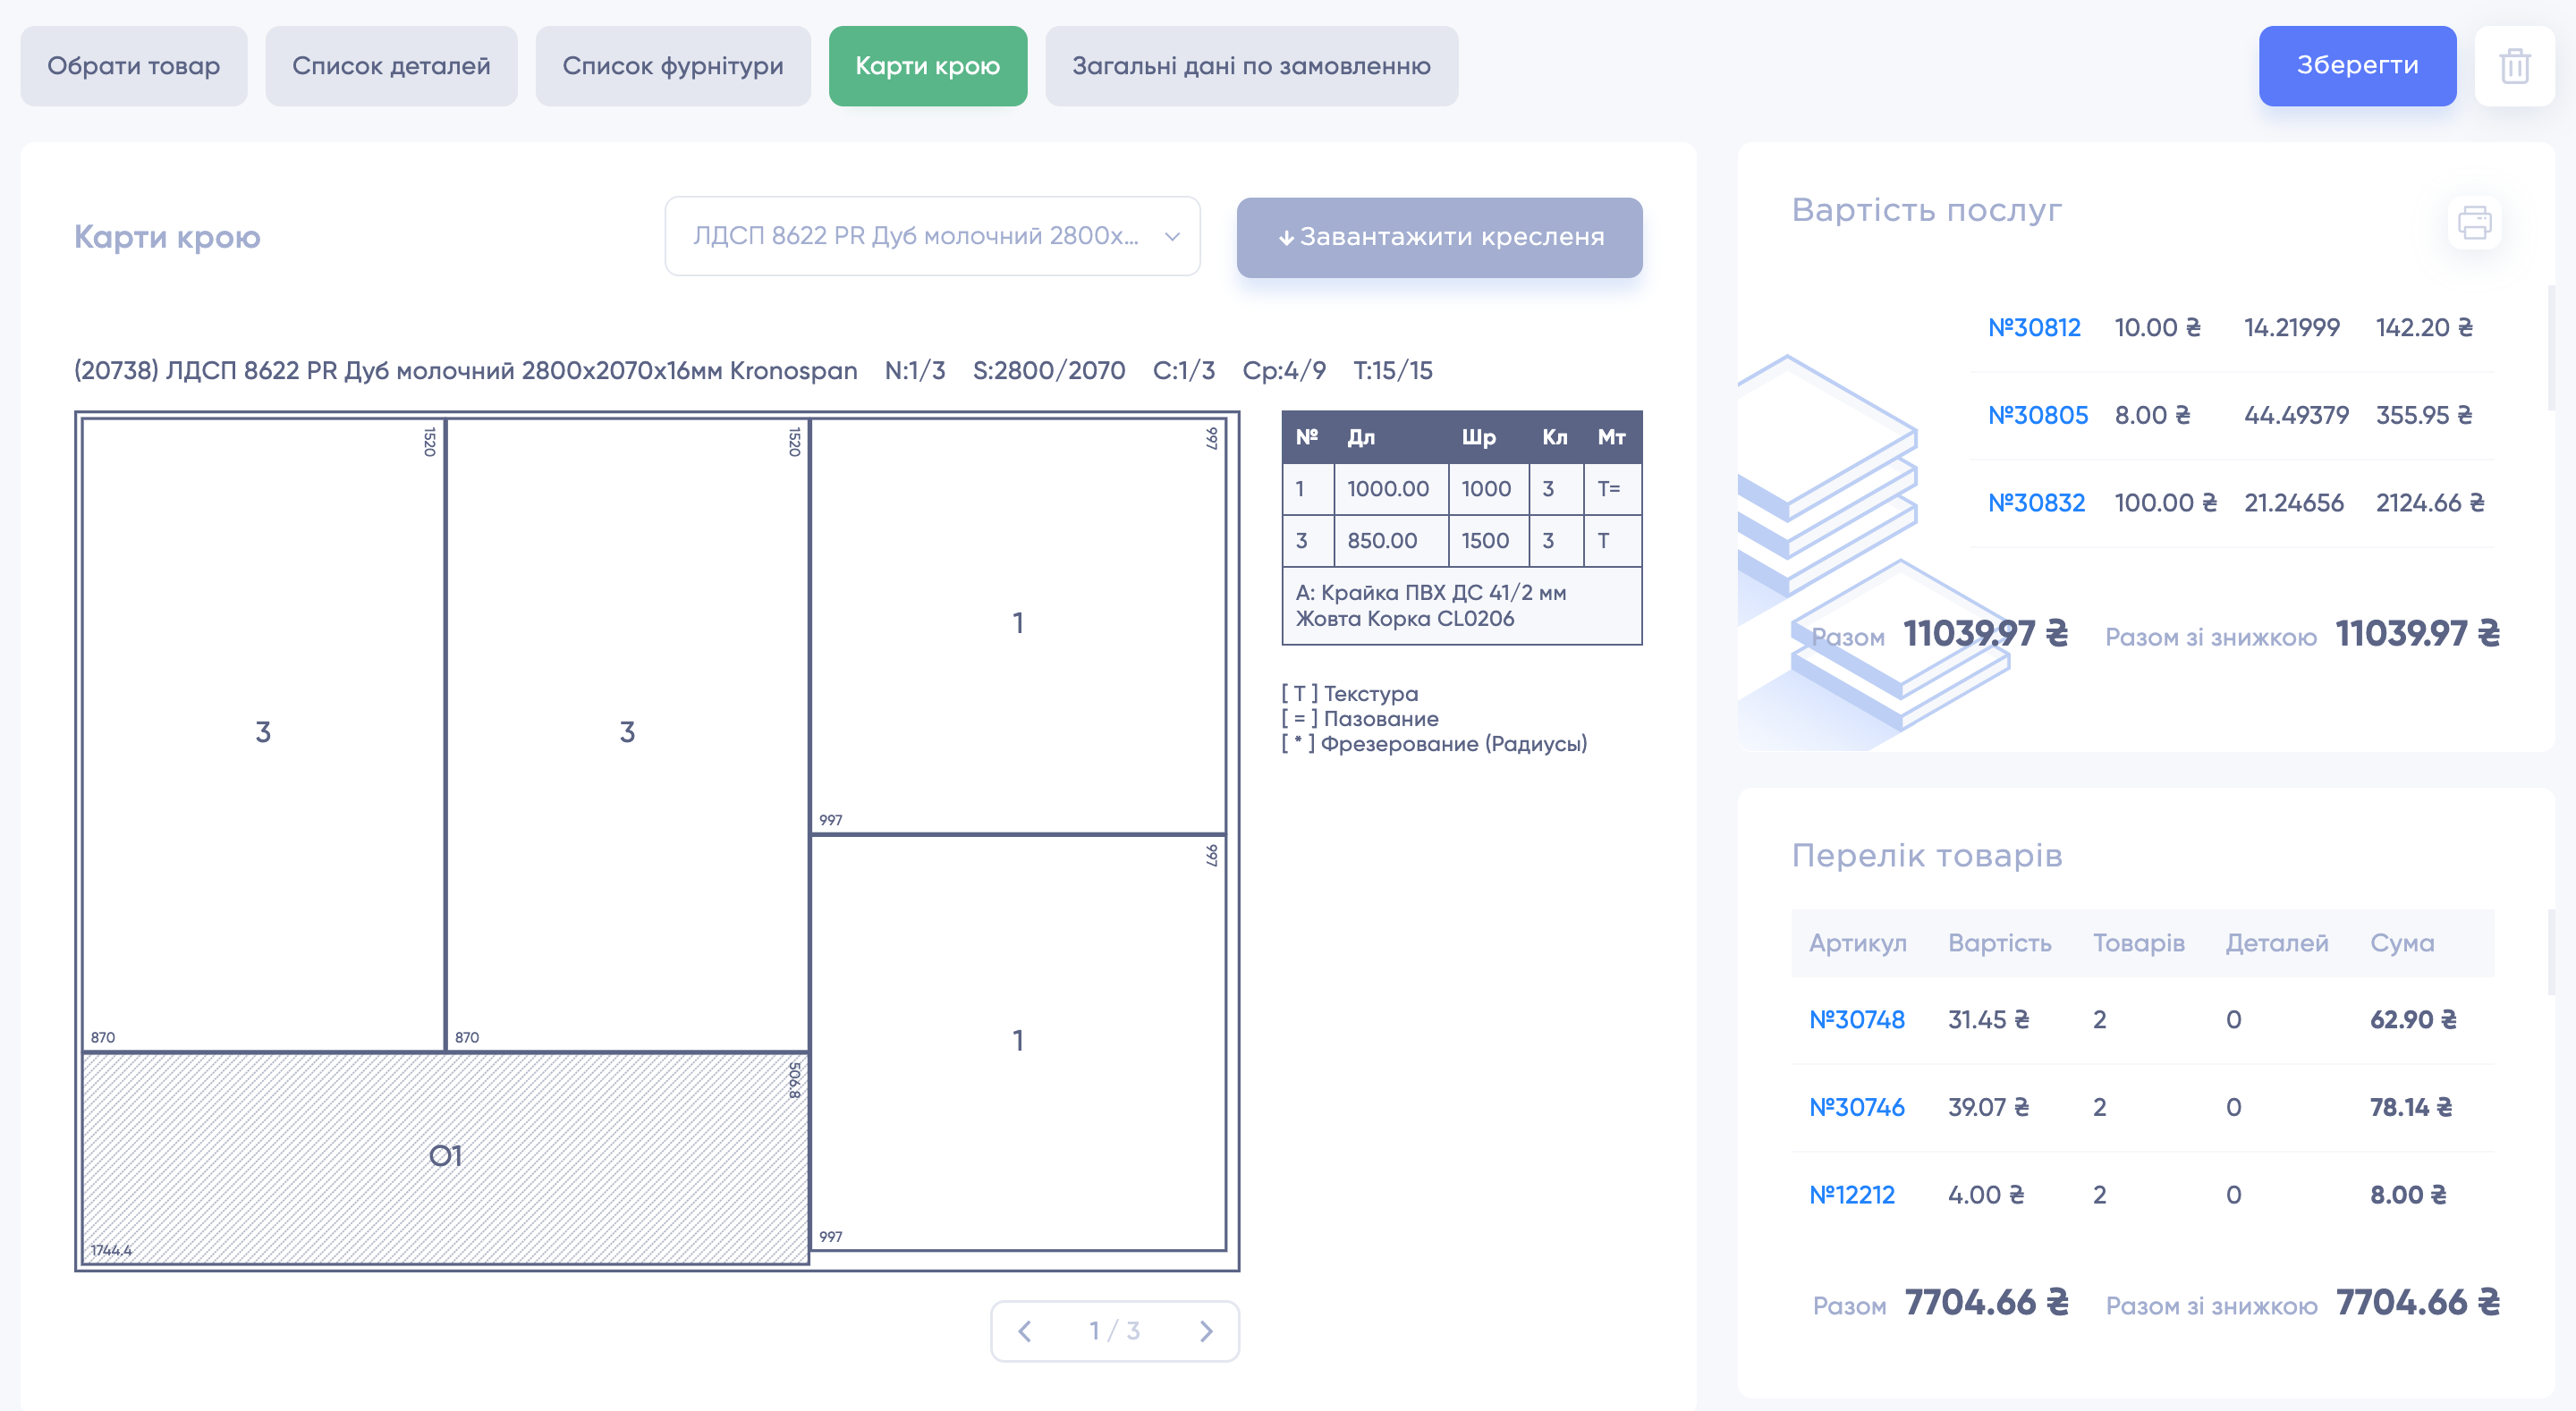 Обрати товар
Список деталей
Список фурнітури
Карти крою
Загальні дані по замовленню
Зберегти
Карти крою
ЛДСП 8622 PR Дуб молочний 2800x...
Завантажити кресленя
(20738) ЛДСП 8622 PR Дуб молочний 2800x2070x16мм Kronospan N:1/3 S:2800/2070 C:1/3 Cp:4/9 T:15/15
1520
3
870
1520
3
870
997
1
997
997
1
997
506.8
O1
1744.4
№ Дл Шр Кл Мт
1 1000.00 1000 3 T=
3 850.00 1500 3 T
А: Крайка ПВХ ДС 41/2 мм
Жовта Корка CL0206
[ T ] Текстура
[ = ] Пазование
[ * ] Фрезерование (Радиусы)
1 / 3
Вартість послуг
№30812 10.00 ₴ 14.21999 142.20 ₴
№30805 8.00 ₴ 44.49379 355.95 ₴
№30832 100.00 ₴ 21.24656 2124.66 ₴
Разом 11039.97 ₴ Разом зі знижкою 11039.97 ₴
Перелік товарів
Артикул Вартість Товарів Деталей Сума
№30748 31.45 ₴ 2 0 62.90 ₴
№30746 39.07 ₴ 2 0 78.14 ₴
№12212 4.00 ₴ 2 0 8.00 ₴
Разом 7704.66 ₴ Разом зі знижкою 7704.66 ₴